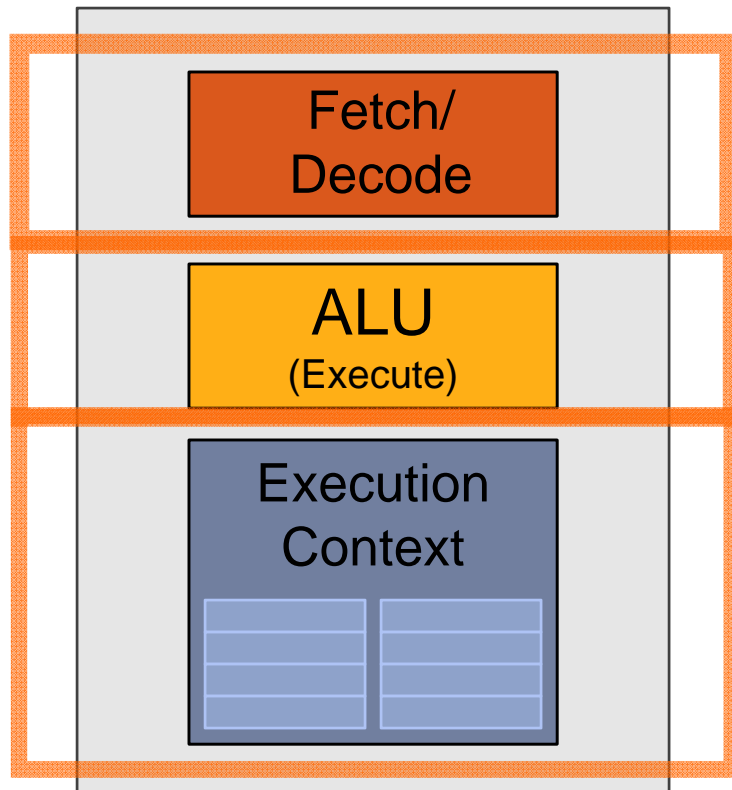 Fetch/
Decode
ALU
(Execute)
Execution
Context